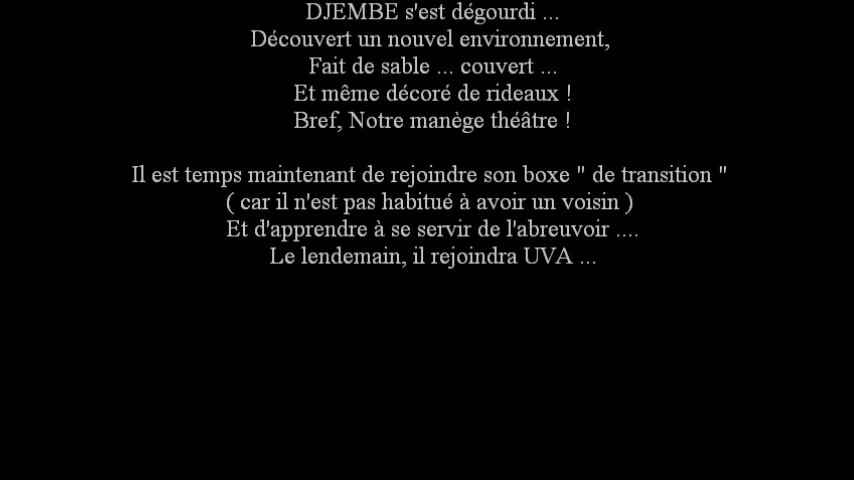 DJEMBE s'est dégourdi ...
Découvert un nouvel environnement,
Fait de sable ... couvert ...
Et même décoré de rideaux !
Bref, Notre manège théâtre !
Il est temps maintenant de rejoindre son boxe " de transition "
( car il n'est pas habitué à avoir un voisin )
Et d'apprendre à se servir de l'abreuvoir ....
Le lendemain, il rejoindra UVA ...